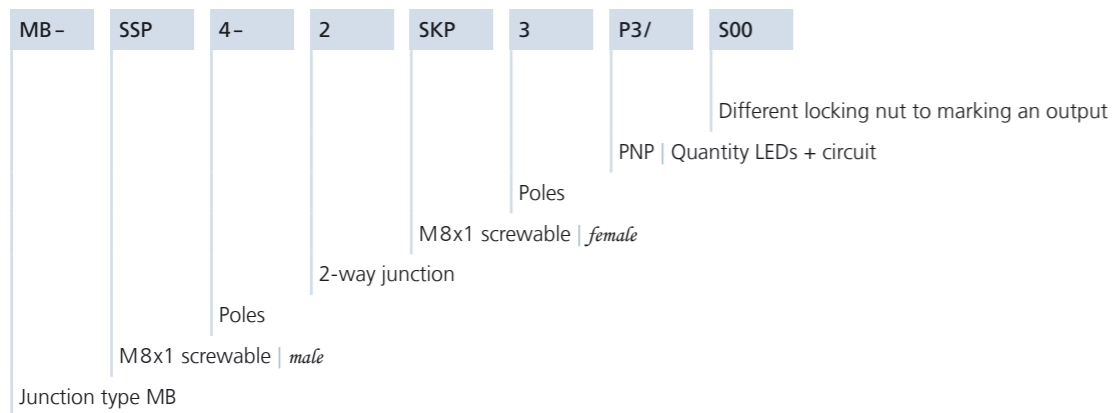 MB– SSP 4– 2 SKP 3 P3/ S00
Different locking nut to marking an output
PNP | Quantity LEDs + circuit
Poles
M8x1 screwable | female
2-way junction
Poles
M8x1 screwable | male
Junction type MB